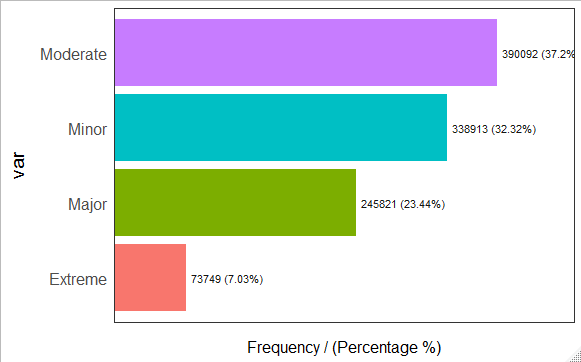 Moderate 390092 (37.2%
Minor 338913 (32.32%)
var
Major 245821 (23.44%)
Extreme 73749 (7.03%)
Frequency / (Percentage %)